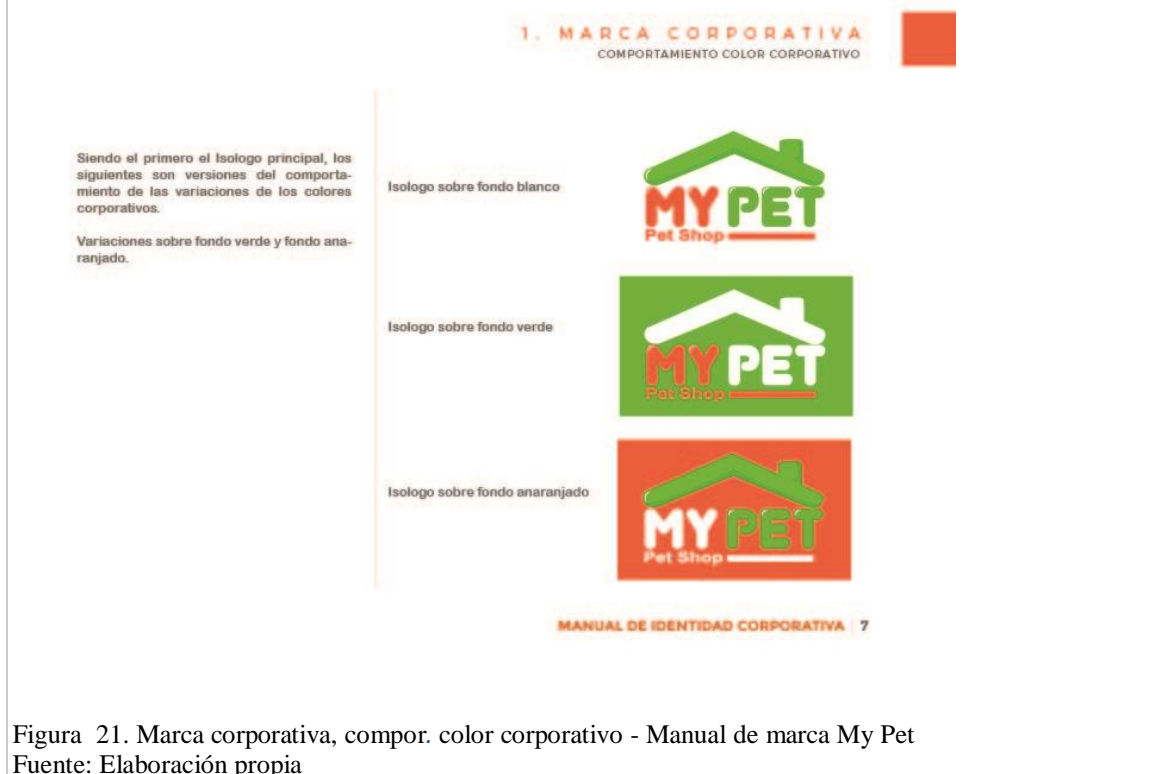 1. MARCA CORPORATIVA
COMPORTAMIENTO COLOR CORPORATIVO
Siendo el primero el Isologo principal, los
siguientes son versiones del comporta-
miento de las variaciones de los colores
corporativos.
Variaciones sobre fondo verde y fondo ana-
ranjado.
Isologo sobre fondo blanco
MY PET
Pet Shop
Isologo sobre fondo verde
MY PET
Pet Shop
Isologo sobre fondo anaranjado
MY PET
Pet Shop
MANUAL DE IDENTIDAD CORPORATIVA | 7
Figura 21. Marca corporativa, compor. color corporativo - Manual de marca My Pet
Fuente: Elaboración propia